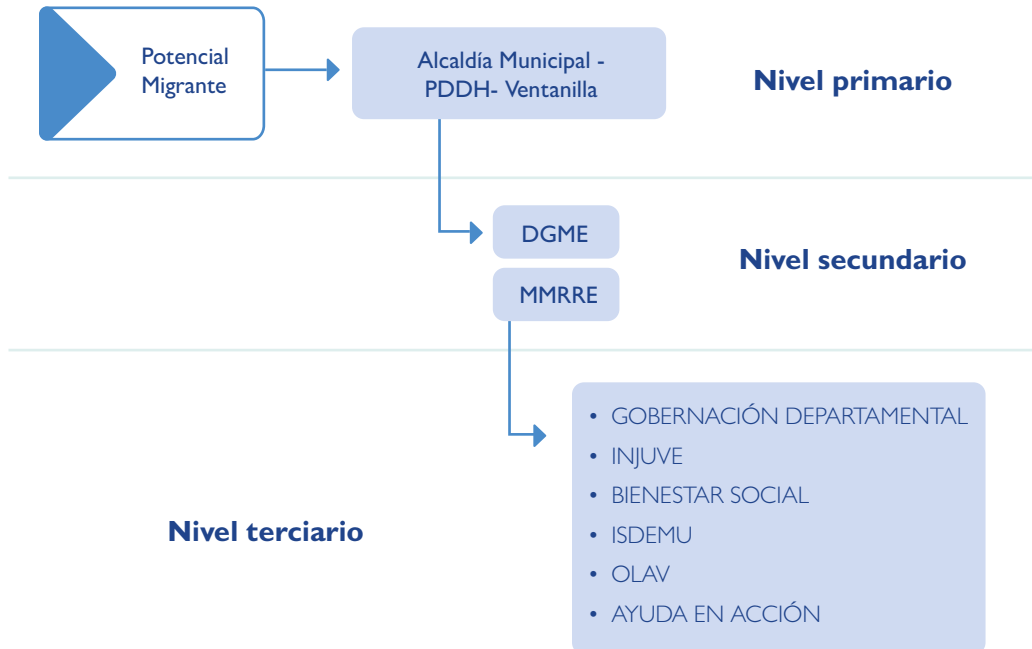 Potencial
Migrante
Alcaldía Municipal -
PDDH- Ventanilla
Nivel primario
DGME
MMRRE
Nivel secundario
• GOBERNACIÓN DEPARTAMENTAL
• INJUVE
• BIENESTAR SOCIAL
• ISDEMU
• OLAV
• AYUDA EN ACCIÓN
Nivel terciario